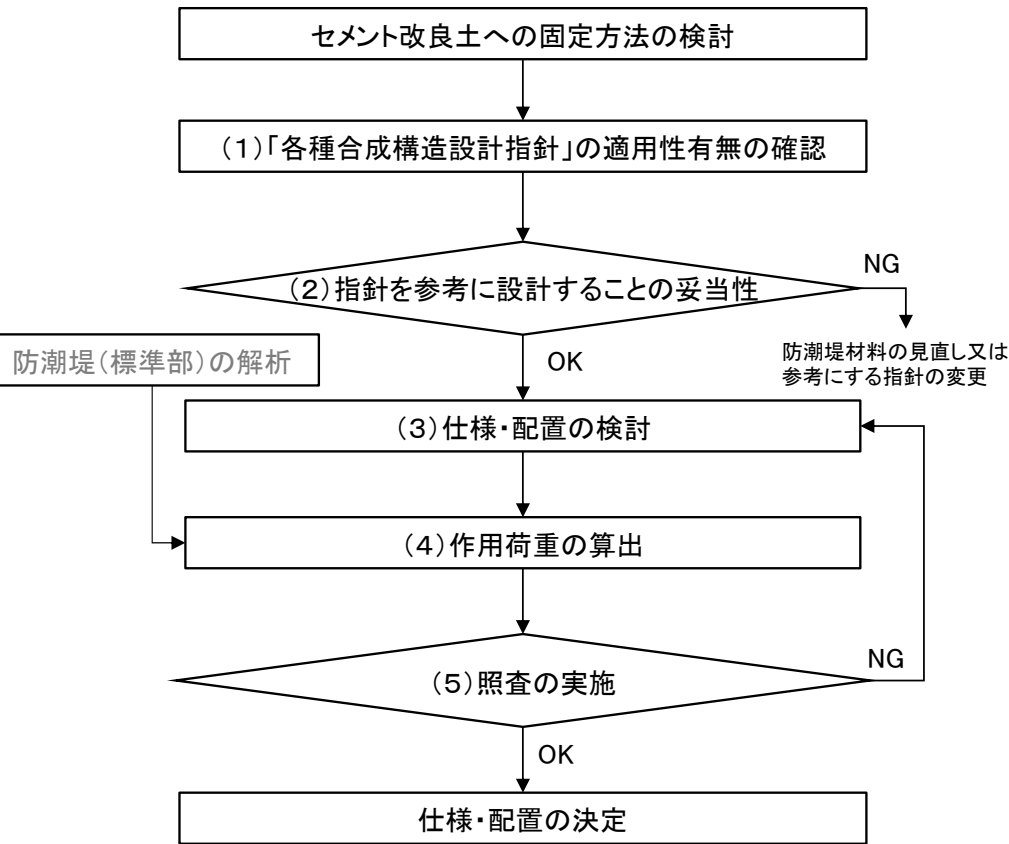 セメント改良土への固定方法の検討
(1)「各種合成構造設計指針」の適用性有無の確認
(2)指針を参考に設計することの妥当性
NG
防潮堤材料の見直し又は
参考にする指針の変更
OK
防潮堤(標準部)の解析
(3)仕様・配置の検討
(4)作用荷重の算出
(5)照査の実施
NG
OK
仕様・配置の決定